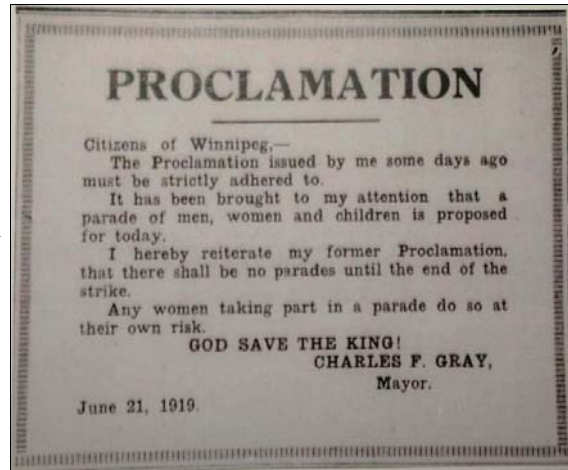 PROCLAMATION
Citizens of Winnipeg,—
The Proclamation issued by me some days ago
must be strictly adhered to.
It has been brought to my attention that a
parade of men, women and children is proposed
for today.
I hereby reiterate my former Proclamation,
that there shall be no parades until the end of the
strike.
Any women taking part in a parade do so at
their own risk.
GOD SAVE THE KING!
CHARLES F. GRAY,
Mayor.
June 21, 1919.